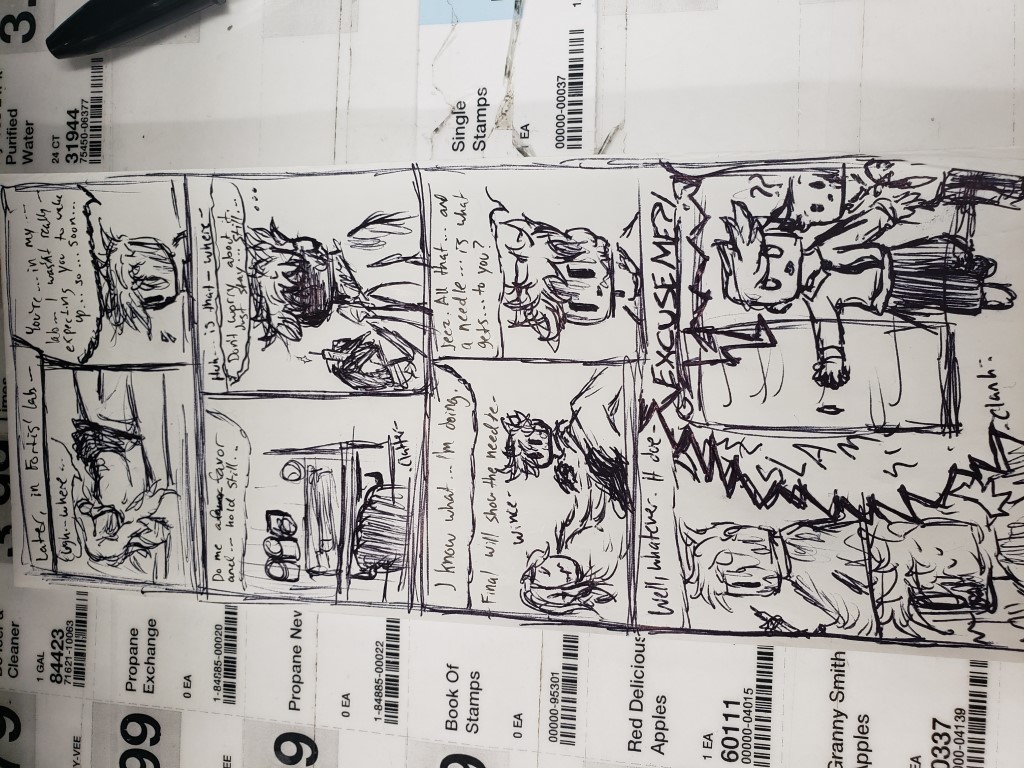 Cleaner
1 GAL
84423
71621-10063
Y-VEE
99
Propane
Exchange
0 EA
1-84885-00020
EE
9
Propane New
0 EA
1-84885-00022
9
Book Of
Stamps
0 EA
00000-95301
Red Delicious
Apples
1 EA
60111
00000-04015
Granny Smith
Apples
EA
0337
-04139
Limes
3.
Purified
Water
24 CT
31944
75450-06377
Single
Stamps
1 EA
00000-00037
Later, in Fortis' lab-
Eugh... where...
You're... in my...
lab... I wasn't really
expecting you to wake
up... so... soon...
Do me a favor
and... hold still...
-Clatter-
Huh... is that- where-
Don't worry about it.
Just stay... still...
...
I know what... I'm doing.
Final will show the needle-
wince-
Jeez. All that... and
a needle... is what
gets... to you?
Well, whatever. It doe-
EXCUSE ME?!
SLAM!
??
-Clank-